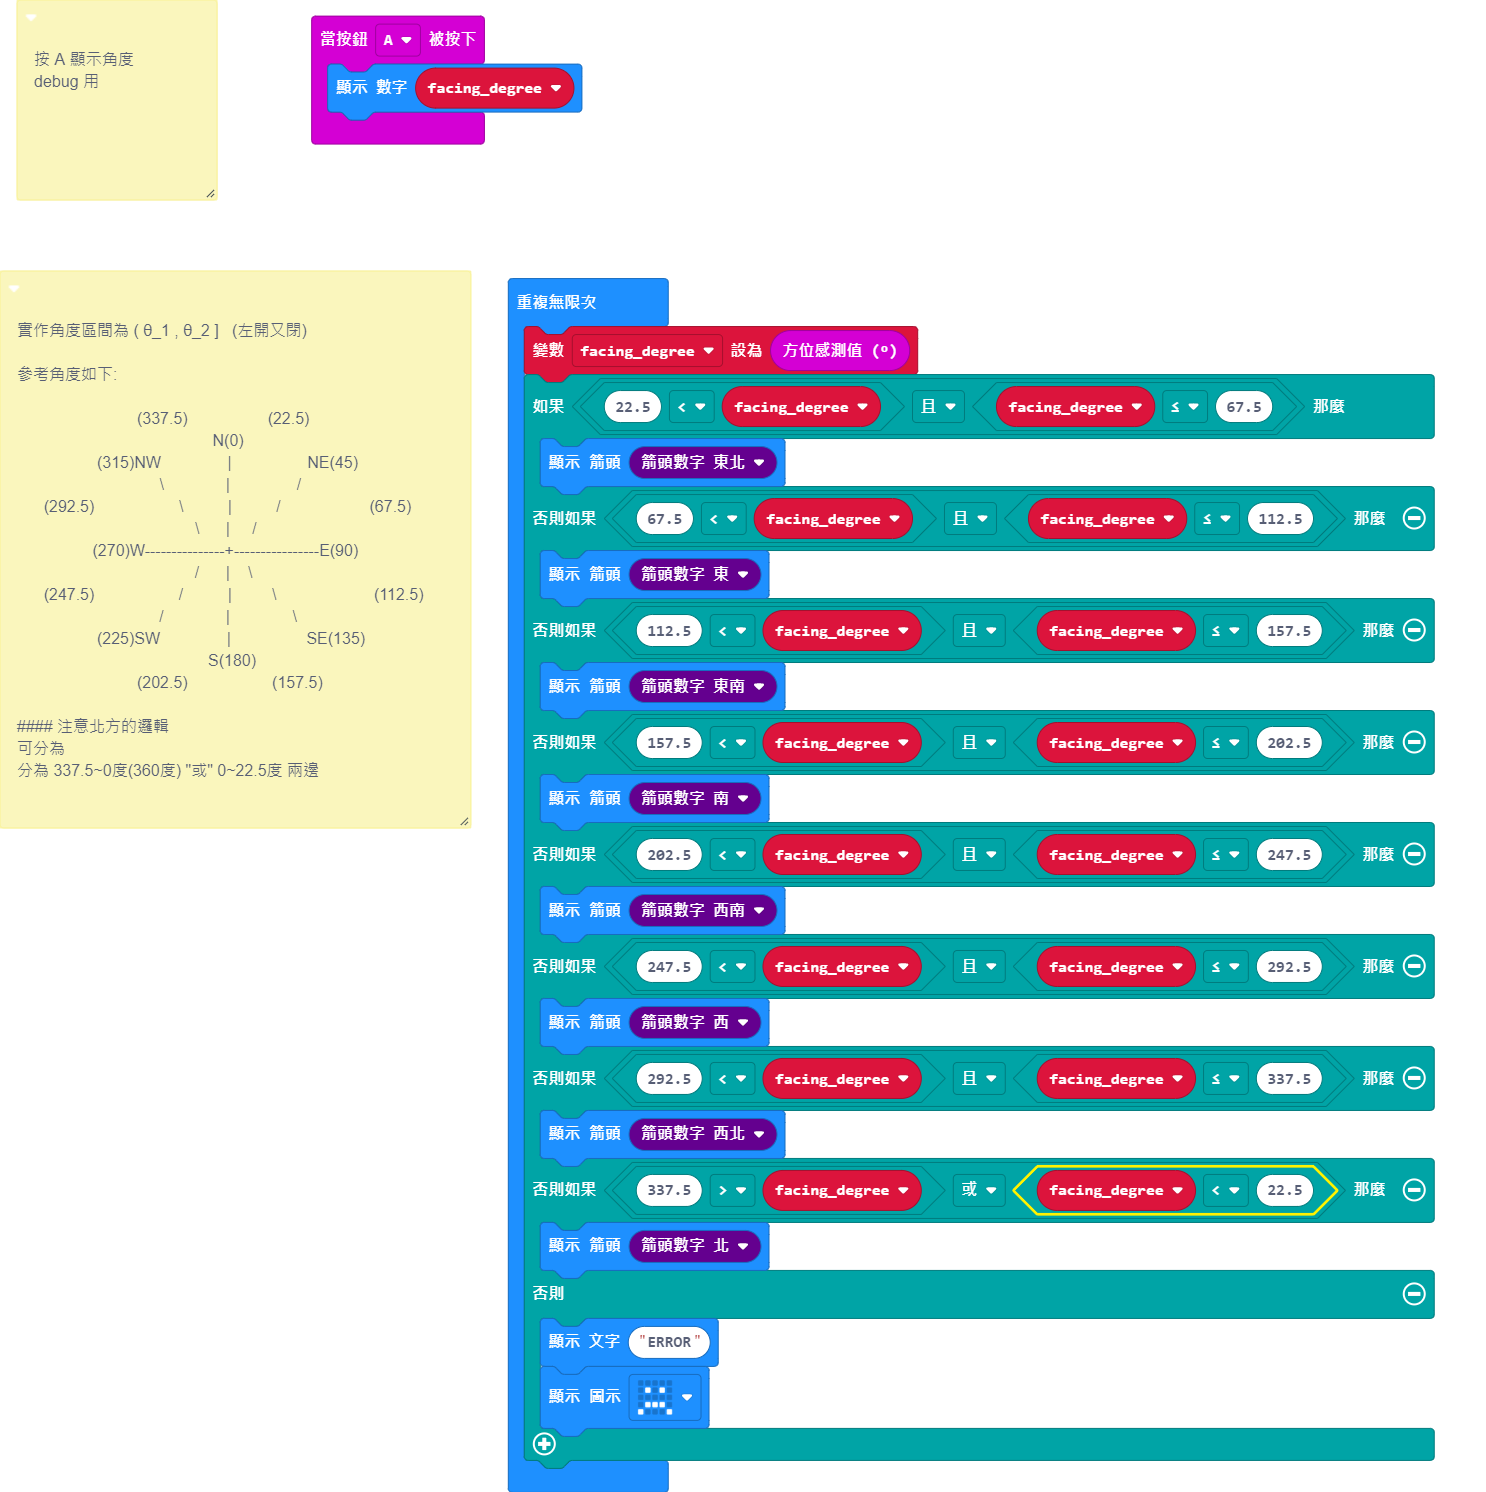 按 A 顯示角度
debug 用
當按鈕 A 被按下
顯示 數字 facing_degree
實作角度區間為 ( θ_1 , θ_2 ]   (左開又閉)
參考角度如下:
(337.5) (22.5)
N(0)
(315)NW | NE(45)
\ | /
(292.5) \ | / (67.5)
\ | /
(270)W---------------+----------------E(90)
/ | \
(247.5) / | \ (112.5)
/ | \
(225)SW | SE(135)
S(180)
(202.5) (157.5)
#### 注意北方的邏輯
可分為
分為 337.5~0度(360度) "或" 0~22.5度 兩邊
重複無限次
變數 facing_degree 設為 方位感測值 (º)
如果 22.5 < facing_degree 且 facing_degree ≤ 67.5 那麼
顯示 箭頭 箭頭數字 東北
否則如果 67.5 < facing_degree 且 facing_degree ≤ 112.5 那麼
顯示 箭頭 箭頭數字 東
否則如果 112.5 < facing_degree 且 facing_degree ≤ 157.5 那麼
顯示 箭頭 箭頭數字 東南
否則如果 157.5 < facing_degree 且 facing_degree ≤ 202.5 那麼
顯示 箭頭 箭頭數字 南
否則如果 202.5 < facing_degree 且 facing_degree ≤ 247.5 那麼
顯示 箭頭 箭頭數字 西南
否則如果 247.5 < facing_degree 且 facing_degree ≤ 292.5 那麼
顯示 箭頭 箭頭數字 西
否則如果 292.5 < facing_degree 且 facing_degree ≤ 337.5 那麼
顯示 箭頭 箭頭數字 西北
否則如果 337.5 > facing_degree 或 facing_degree < 22.5 那麼
顯示 箭頭 箭頭數字 北
否則
顯示 文字 "ERROR"
顯示 圖示